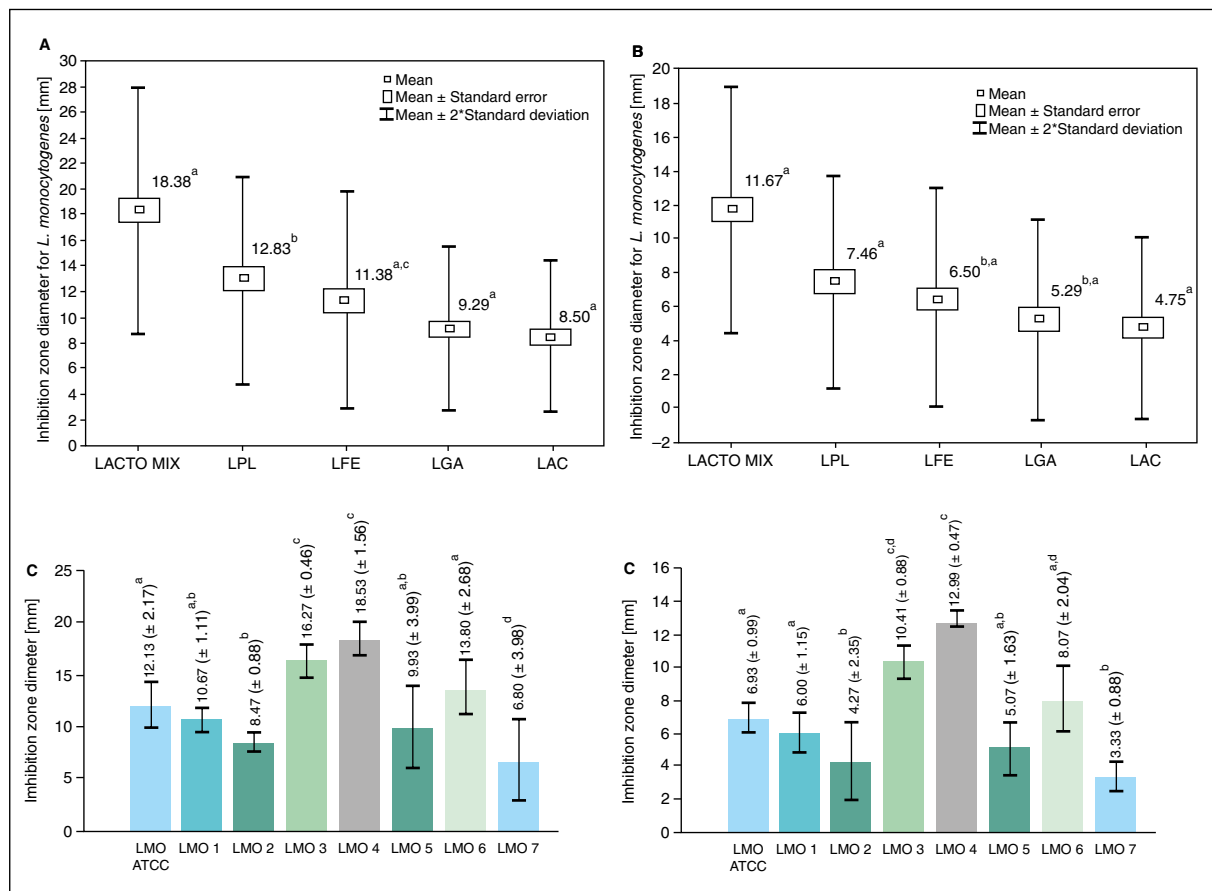 A
Inhibition zone diameter for L. monocytogenes [mm]
30
28
26
24
22
20
18
16
14
12
10
8
6
4
2
0
Mean
Mean ± Standard error
Mean ± 2*Standard deviation
18.38a
12.83b
11.38a,c
9.29a
8.50a
LACTO MIX LPL LFE LGA LAC
B
Inhibition zone diameter for L. monocytogenes [mm]
20
18
16
14
12
10
8
6
4
2
0
–2
Mean
Mean ± Standard error
Mean ± 2*Standard deviation
11.67a
7.46a
6.50b,a
5.29b,a
4.75a
LACTO MIX LPL LFE LGA LAC
C
Imhibition zone dimeter [mm]
25
20
15
10
5
0
12.13 (± 2.17)a
10.67 (± 1.11)a,b
8.47 (± 0.88)b
16.27 (± 0.46)c
18.53 (± 1.56)c
9.93 (± 3.99)a,b
13.80 (± 2.68)a
6.80 (± 3.98)d
LMO ATCC
LMO 1
LMO 2
LMO 3
LMO 4
LMO 5
LMO 6
LMO 7
C
Imhibition zone dimeter [mm]
16
14
12
10
8
6
4
2
0
6.93 (± 0.99)a
6.00 (± 1.15)a
4.27 (± 2.35)b
10.41 (± 0.88)c,d
12.99 (± 0.47)c
5.07 (± 1.63)a,b
8.07 (± 2.04)a,d
3.33 (± 0.88)b
LMO ATCC
LMO 1
LMO 2
LMO 3
LMO 4
LMO 5
LMO 6
LMO 7